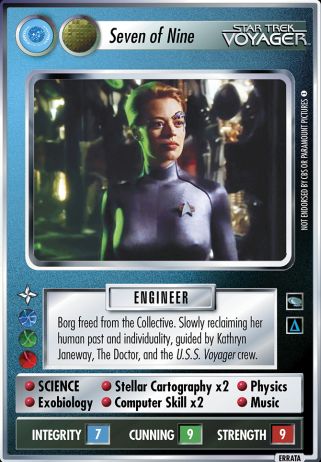 Seven of Nine
STAR TREK
VOYAGER™
NOT ENDORSED BY CBS OR PARAMOUNT PICTURES
ENGINEER
Borg freed from the Collective. Slowly reclaiming her
human past and individuality, guided by Kathryn
Janeway, The Doctor, and the U.S.S. Voyager crew.
SCIENCE Stellar Cartography x2 Physics
Exobiology Computer Skill x2 Music
INTEGRITY 7 CUNNING 9 STRENGTH 9
ERRATA